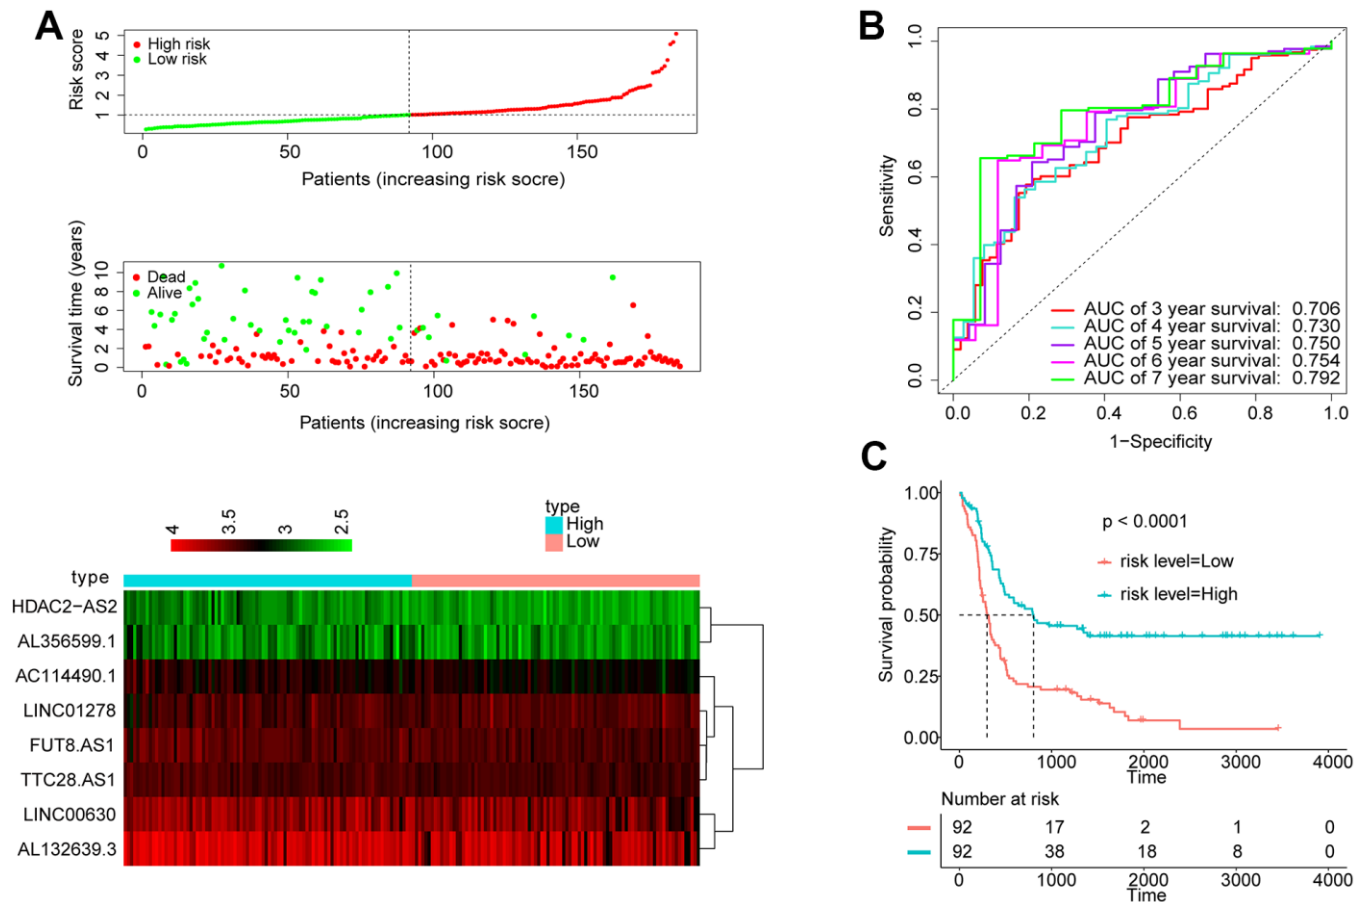 A
Risk score
5
4
3
2
1
High risk
Low risk
0 50 100 150
Patients (increasing risk socre)
Survival time (years)
10
8
6
4
2
0
Dead
Alive
0 50 100 150
Patients (increasing risk socre)
4 3.5 3 2.5
type
High
Low
type
HDAC2-AS2
AL356599.1
AC114490.1
LINC01278
FUT8.AS1
TTC28.AS1
LINC00630
AL132639.3
B
Sensitivity
1.0
0.8
0.6
0.4
0.2
0.0
AUC of 3 year survival: 0.706
AUC of 4 year survival: 0.730
AUC of 5 year survival: 0.750
AUC of 6 year survival: 0.754
AUC of 7 year survival: 0.792
0.0 0.2 0.4 0.6 0.8 1.0
1-Specificity
C
Survival probability
1.00
0.75
0.50
0.25
0.00
p < 0.0001
risk level=Low
risk level=High
0 1000 2000 3000 4000
Time
Number at risk
92 17 2 1 0
92 38 18 8 0
0 1000 2000 3000 4000
Time